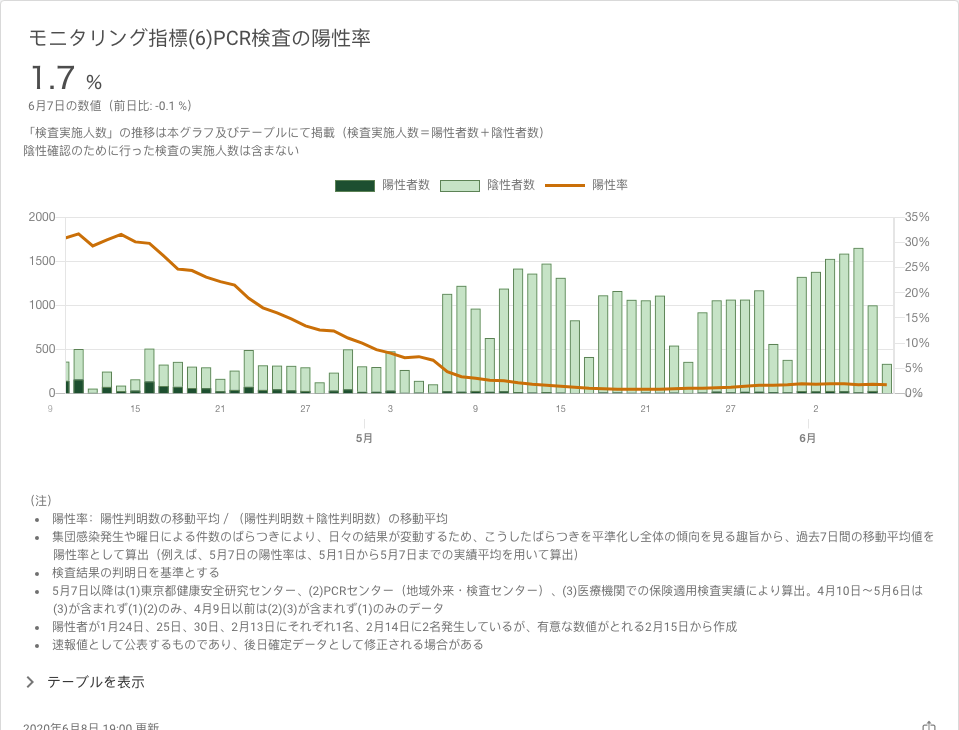 モニタリング指標(6)PCR検査の陽性率
1.7 %
6月7日の数値（前日比: -0.1 %）
「検査実施人数」の推移は本グラフ及びテーブルにて掲載（検査実施人数＝陽性者数＋陰性者数）
陰性確認のために行った検査の実施人数は含まない
陽性者数 陰性者数 陽性率
2000 35%
30%
1500 25%
20%
1000 15%
10%
500 5%
0 0%
9 15 21 27 3 9 15 21 27 2
5月 6月
（注）
• 陽性率：陽性判明数の移動平均 / （陽性判明数＋陰性判明数）の移動平均
• 集団感染発生や曜日による件数のばらつきにより、日々の結果が変動するため、こうしたばらつきを平準化し全体の傾向を見る趣旨から、過去7日間の移動平均値を
陽性率として算出（例えば、5月7日の陽性率は、5月1日から5月7日までの実績平均を用いて算出）
• 検査結果の判明日を基準とする
• 5月7日以降は(1)東京都健康安全研究センター、(2)PCRセンター（地域外来・検査センター）、(3)医療機関での保険適用検査実績により算出。4月10日～5月6日は
(3)が含まれず(1)(2)のみ、4月9日以前は(2)(3)が含まれず(1)のみのデータ
• 陽性者が1月24日、25日、30日、2月13日にそれぞれ1名、2月14日に2名発生しているが、有意な数値がとれる2月15日から作成
• 速報値として公表するものであり、後日確定データとして修正される場合がある
テーブルを表示
2020年6月8日 19:00 更新